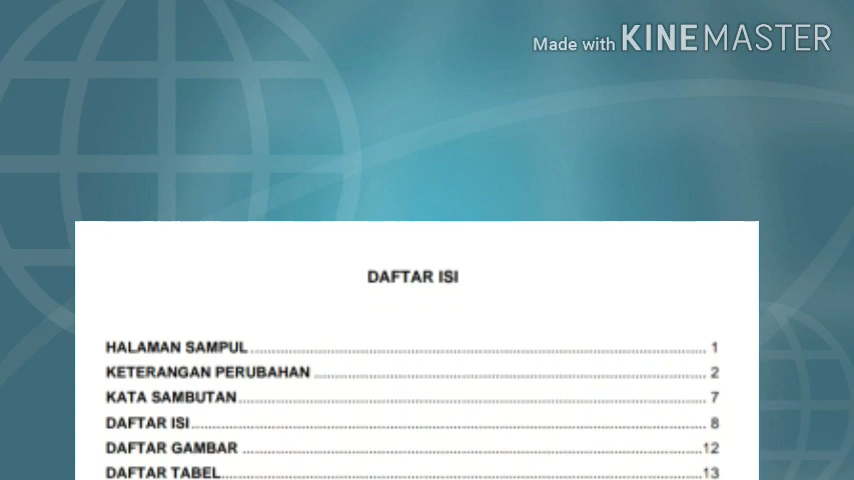 Made with KINEMASTER
DAFTAR ISI
HALAMAN SAMPUL ........................................ 1
KETERANGAN PERUBAHAN ........................................ 2
KATA SAMBUTAN ........................................ 7
DAFTAR ISI ........................................ 8
DAFTAR GAMBAR ........................................ 12
DAFTAR TABEL ........................................ 13